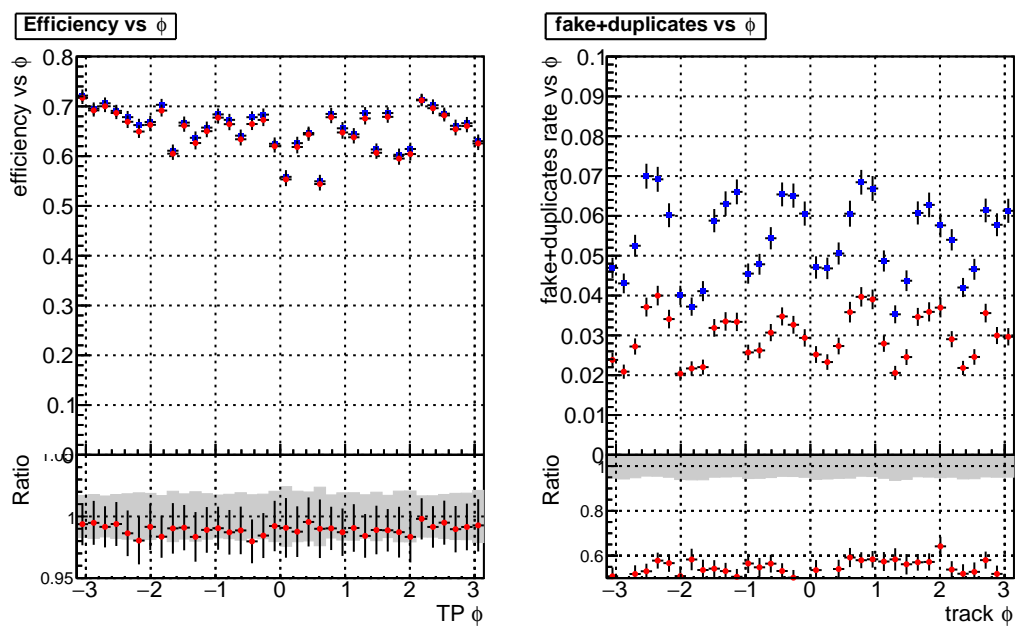 Efficiency vs ϕ
efficiency vs ϕ
0.8
0.7
0.6
0.5
0.4
0.3
0.2
0.1
0
Ratio
1
0.95
−3 −2 −1 0 1 2 3
TP ϕ
fake+duplicates vs ϕ
fake+duplicates rate vs ϕ
0.1
0.09
0.08
0.07
0.06
0.05
0.04
0.03
0.02
0.01
0
Ratio
1
0.8
0.6
−3 −2 −1 0 1 2 3
track ϕ